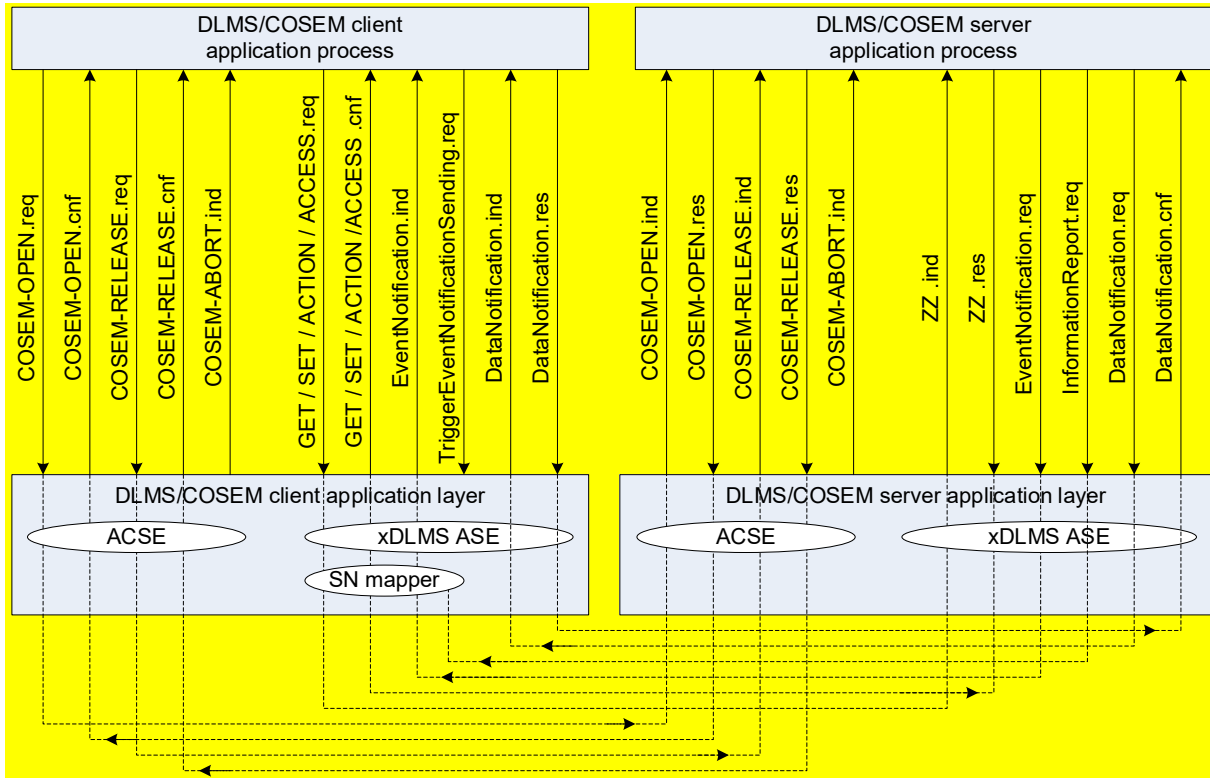 DLMS/COSEM client
application process
DLMS/COSEM server
application process
COSEM-OPEN.req
COSEM-OPEN.cnf
COSEM-RELEASE.req
COSEM-RELEASE.cnf
COSEM-ABORT.ind
GET / SET / ACTION / ACCESS.req
GET / SET / ACTION /ACCESS .cnf
EventNotification.ind
TriggerEventNotificationSending.req
DataNotification.ind
DataNotification.res
COSEM-OPEN.ind
COSEM-OPEN.res
COSEM-RELEASE.ind
COSEM-RELEASE.res
COSEM-ABORT.ind
ZZ .ind
ZZ .res
EventNotification.req
InformationReport.req
DataNotification.req
DataNotification.cnf
DLMS/COSEM client application layer
ACSE
xDLMS ASE
SN mapper
DLMS/COSEM server application layer
ACSE
xDLMS ASE